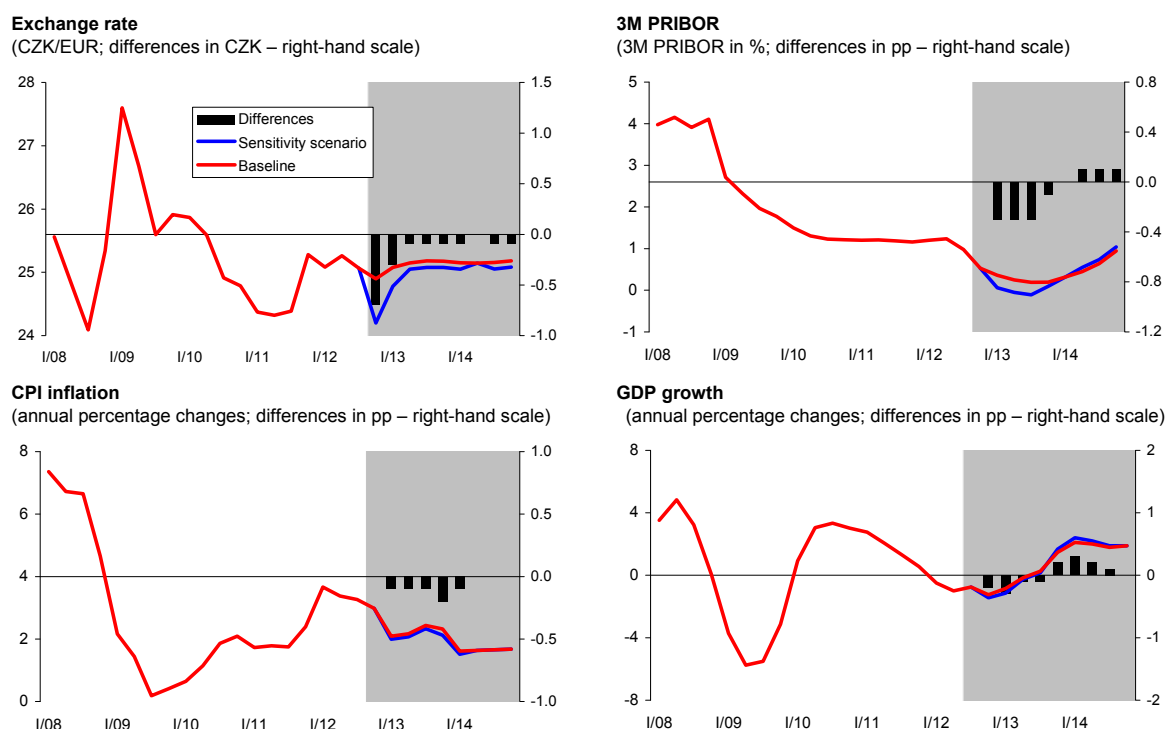 Exchange rate
(CZK/EUR; differences in CZK – right-hand scale)
28
27
26
25
24
1.5
1.0
0.5
0.0
-0.5
-1.0
Differences
Sensitivity scenario
Baseline
I/08
I/09
I/10
I/11
I/12
I/13
I/14
3M PRIBOR
(3M PRIBOR in %; differences in pp – right-hand scale)
5
4
3
2
1
0
-1
0.8
0.4
0.0
-0.4
-0.8
-1.2
I/08
I/09
I/10
I/11
I/12
I/13
I/14
CPI inflation
(annual percentage changes; differences in pp – right-hand scale)
8
6
4
2
0
1.0
0.5
0.0
-0.5
-1.0
I/08
I/09
I/10
I/11
I/12
I/13
I/14
GDP growth
(annual percentage changes; differences in pp – right-hand scale)
8
4
0
-4
-8
2
1
0
-1
-2
I/08
I/09
I/10
I/11
I/12
I/13
I/14